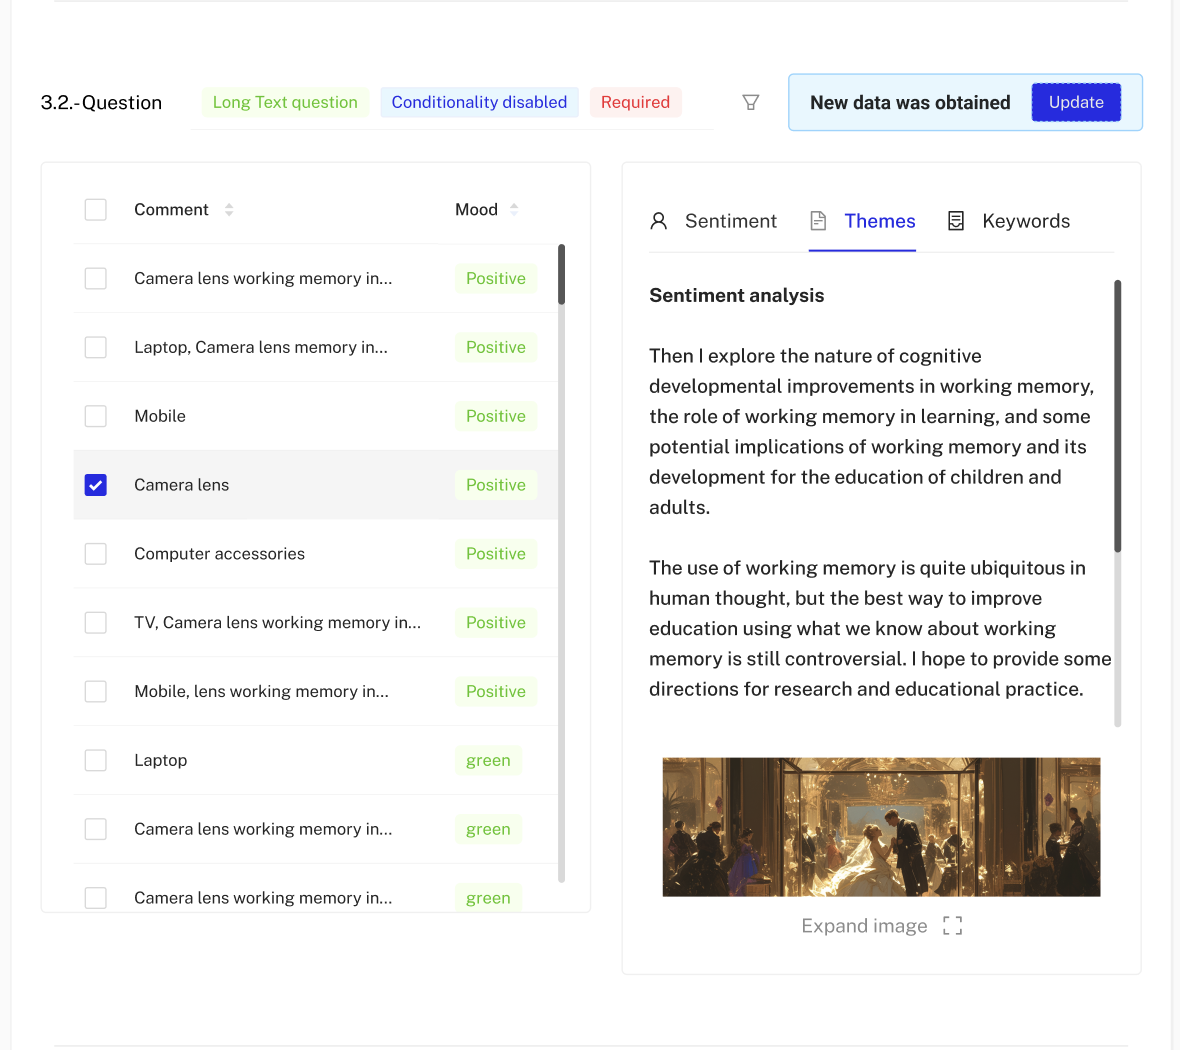 3.2.-Question
Long Text question
Conditionality disabled
Required
New data was obtained
Update
Comment
Mood
Camera lens working memory in...
Positive
Laptop, Camera lens memory in...
Positive
Mobile
Positive
Camera lens
Positive
Computer accessories
Positive
TV, Camera lens working memory in...
Positive
Mobile, lens working memory in...
Positive
Laptop
green
Camera lens working memory in...
green
Camera lens working memory in...
green
Sentiment
Themes
Keywords
Sentiment analysis
Then I explore the nature of cognitive
developmental improvements in working memory,
the role of working memory in learning, and some
potential implications of working memory and its
development for the education of children and
adults.
The use of working memory is quite ubiquitous in
human thought, but the best way to improve
education using what we know about working
memory is still controversial. I hope to provide some
directions for research and educational practice.
Expand image